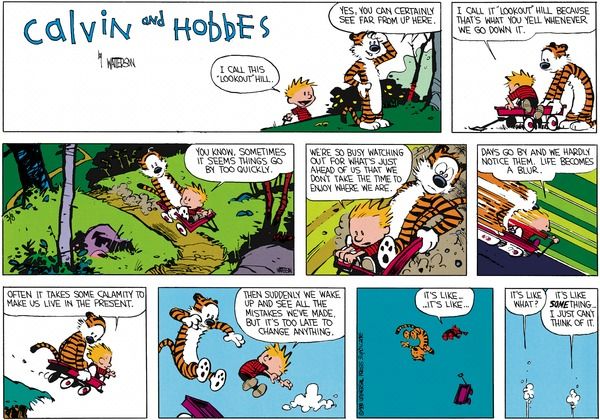 Calvin and HobbEs
by WATERSON
I CALL THIS
"LOOKOUT" HILL.
YES, YOU CAN CERTAINLY
SEE FAR FROM UP HERE.
I CALL IT "LOOKOUT" HILL BECAUSE
THAT'S WHAT YOU YELL WHENEVER
WE GO DOWN IT.
YOU KNOW, SOMETIMES
IT SEEMS THINGS GO
BY TOO QUICKLY.
WATERSON
WE'RE SO BUSY WATCHING
OUT FOR WHAT'S JUST
AHEAD OF US THAT WE
DON'T TAKE THE TIME TO
ENJOY WHERE WE ARE.
DAYS GO BY AND WE HARDLY
NOTICE THEM. LIFE BECOMES
A BLUR.
OFTEN IT TAKES SOME CALAMITY TO
MAKE US LIVE IN THE PRESENT.
THEN SUDDENLY WE WAKE
UP AND SEE ALL THE
MISTAKES WE'VE MADE,
BUT IT'S TOO LATE TO
CHANGE ANYTHING.
IT'S LIKE...
...IT'S LIKE..
IT'S LIKE
WHAT?
IT'S LIKE
SOMETHING...
I JUST CAN'T
THINK OF IT.